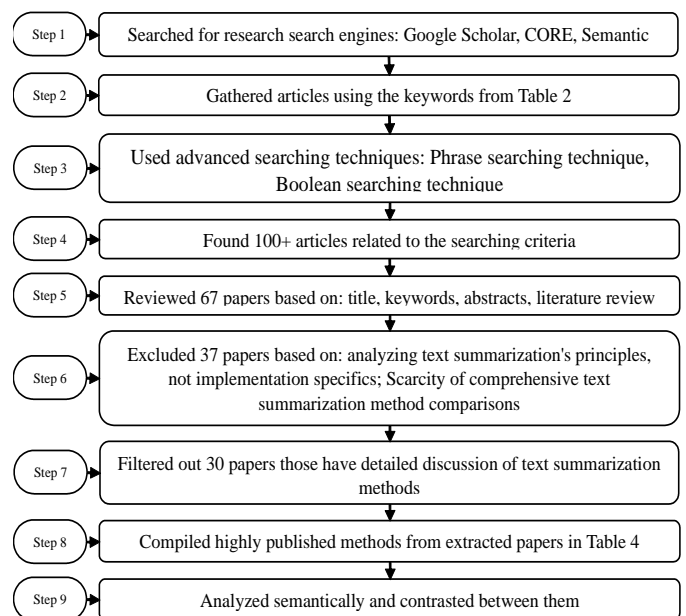 Step 1
Searched for research search engines: Google Scholar, CORE, Semantic
Step 2
Gathered articles using the keywords from Table 2
Step 3
Used advanced searching techniques: Phrase searching technique,
Boolean searching technique
Step 4
Found 100+ articles related to the searching criteria
Step 5
Reviewed 67 papers based on: title, keywords, abstracts, literature review
Step 6
Excluded 37 papers based on: analyzing text summarization's principles,
not implementation specifics; Scarcity of comprehensive text
summarization method comparisons
Step 7
Filtered out 30 papers those have detailed discussion of text summarization
methods
Step 8
Compiled highly published methods from extracted papers in Table 4
Step 9
Analyzed semantically and contrasted between them